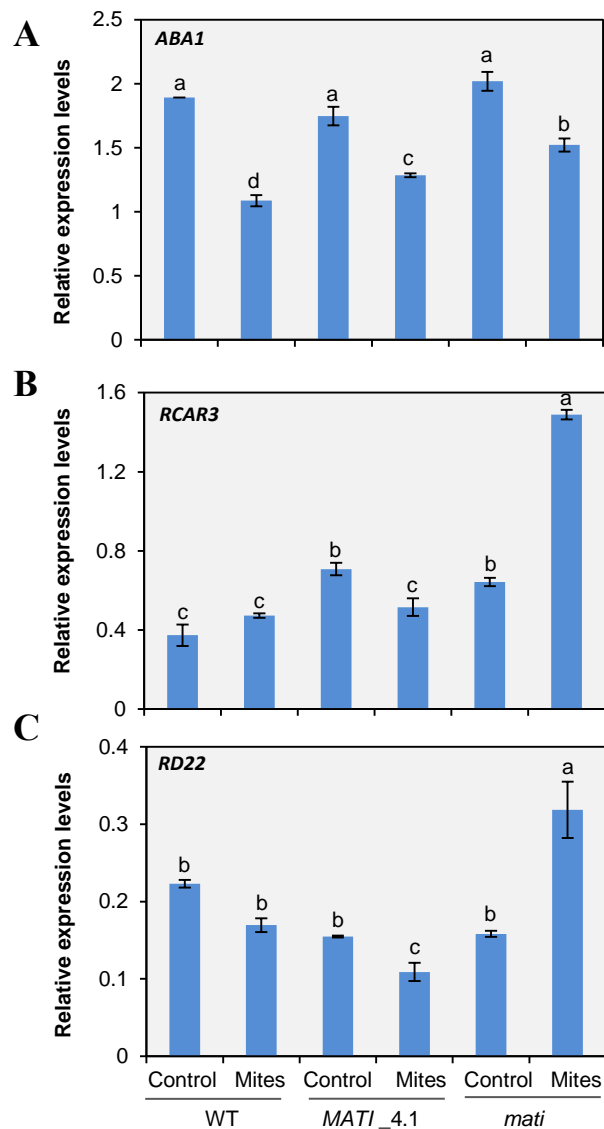 A
ABA1
Relative expression levels
2.5
2
1.5
1
0.5
0
a
d
a
c
a
b
B
RCAR3
Relative expression levels
1.6
1.2
0.8
0.4
0
c
c
b
c
b
a
C
RD22
Relative expression levels
0.4
0.3
0.2
0.1
0
b
b
b
c
b
a
Control Mites Control Mites Control Mites
WT MATI_4.1 mati